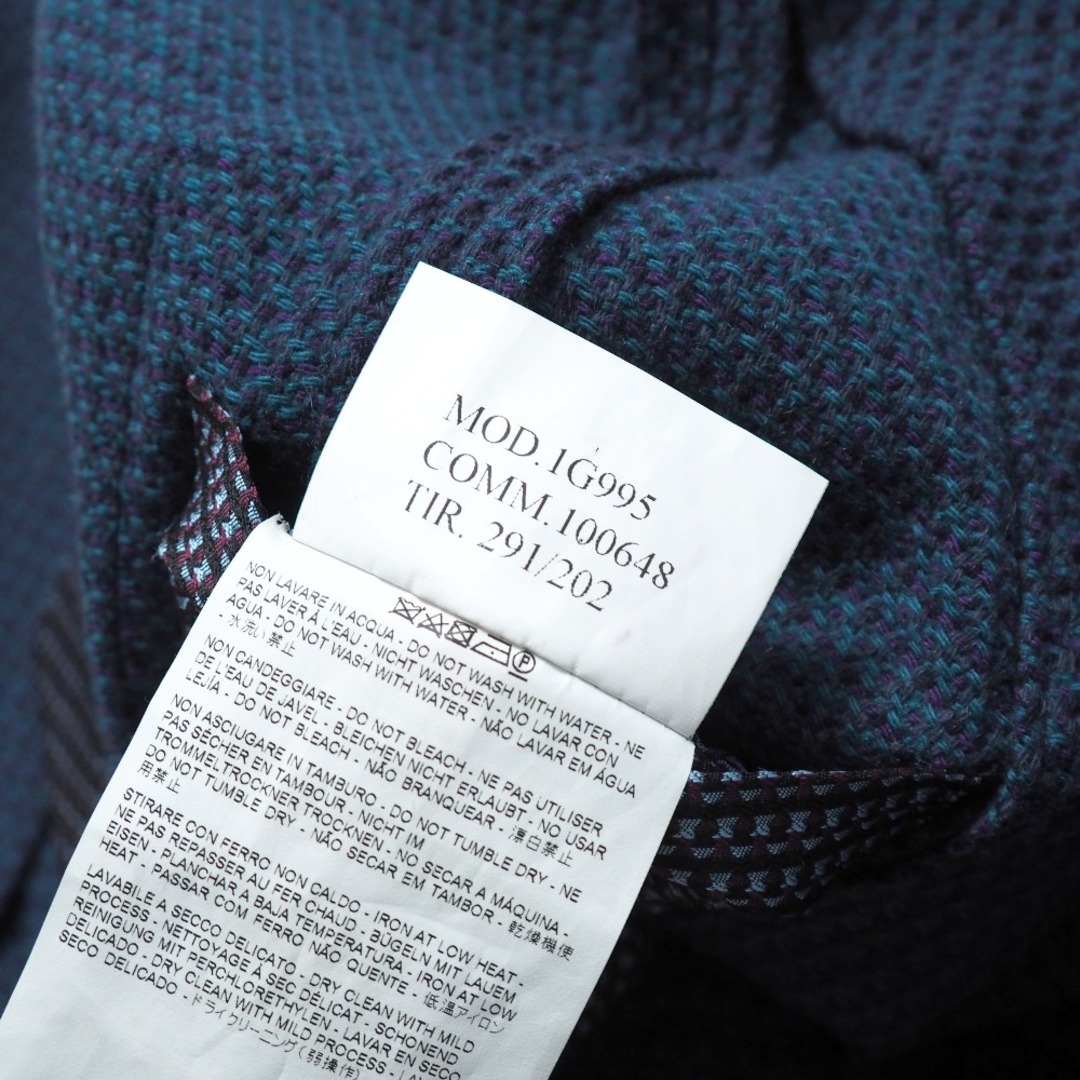 MOD.1G995
COMM.100648
TIR. 291/202
P
NON LAVARE IN ACQUA - DO NOT WASH WITH WATER - NE
PAS LAVER À L'EAU - NICHT WASCHEN - NO LAVAR CON
AGUA - DO NOT WASH WITH WATER - NÃO LAVAR EM ÁGUA
- 水洗い禁止
NON CANDEGGIARE - DO NOT BLEACH - NE PAS UTILISER
DE L'EAU DE JAVEL - BLEICHEN NICHT ERLAUBT - NO USAR
LEJÍA - DO NOT BLEACH - NÃO BRANQUEAR - 漂白禁止
NON ASCIUGARE IN TAMBURO - DO NOT TUMBLE DRY - NE
PAS SÉCHER EN TAMBOUR - NICHT IM
TROMMELTROCKNER TROCKNEN - NO SECAR A MÁQUINA -
DO NOT TUMBLE DRY - NÃO SECAR EM TAMBOR - 乾燥機使
用禁止
STIRARE CON FERRO NON CALDO - IRON AT LOW HEAT -
NE PAS REPASSER AU FER CHAUD - BÜGELN MIT LAUEM
EISEN - PLANCHAR A BAJA TEMPERATURA - IRON AT LOW
HEAT - PASSAR COM FERRO NÃO QUENTE - 低温アイロン
LAVABILE A SECCO DELICATO - DRY CLEAN WITH MILD
PROCESS - NETTOYAGE À SEC DÉLICAT - SCHONEND
REINIGUNG MIT PERCHLORETHYLEN - LAVAR EN SECO
DELICADO - DRY CLEAN WITH MILD PROCESS - LAV
SECO DELICADO - ドライクリーニング(弱操作)